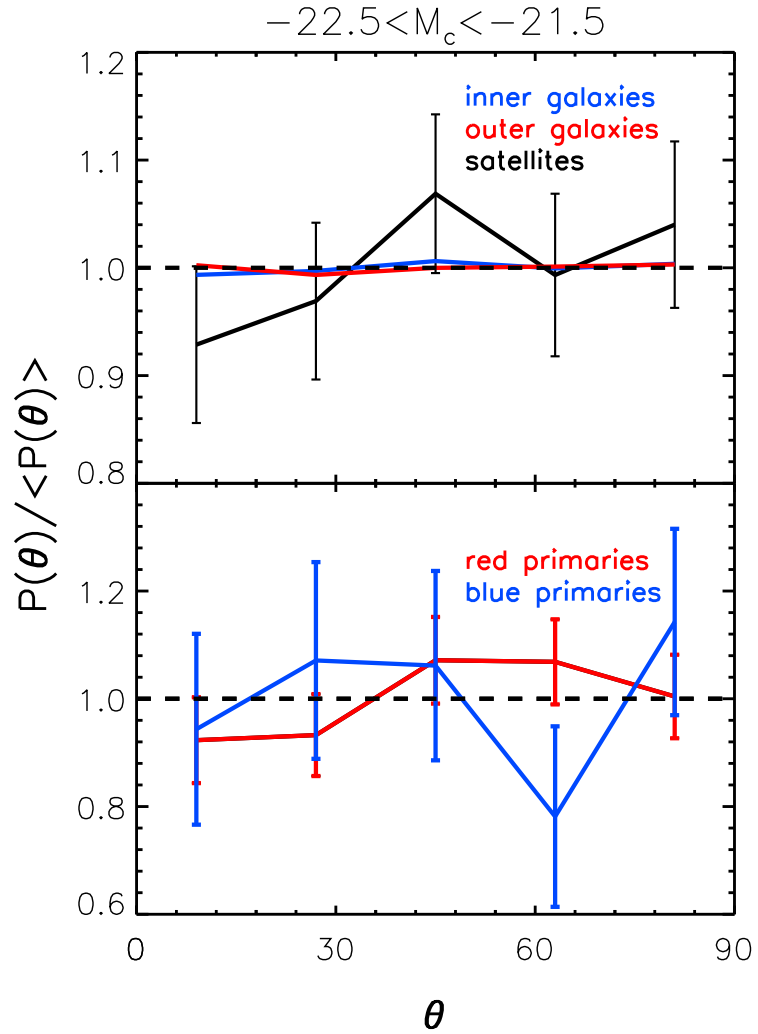 −22.5<M_c<−21.5
1.2
inner galaxies
outer galaxies
satellites
1.1
1.0
0.9
0.8
P(θ)/<P(θ)>
red primaries
blue primaries
1.2
1.0
0.8
0.6
0 30 60 90
θ